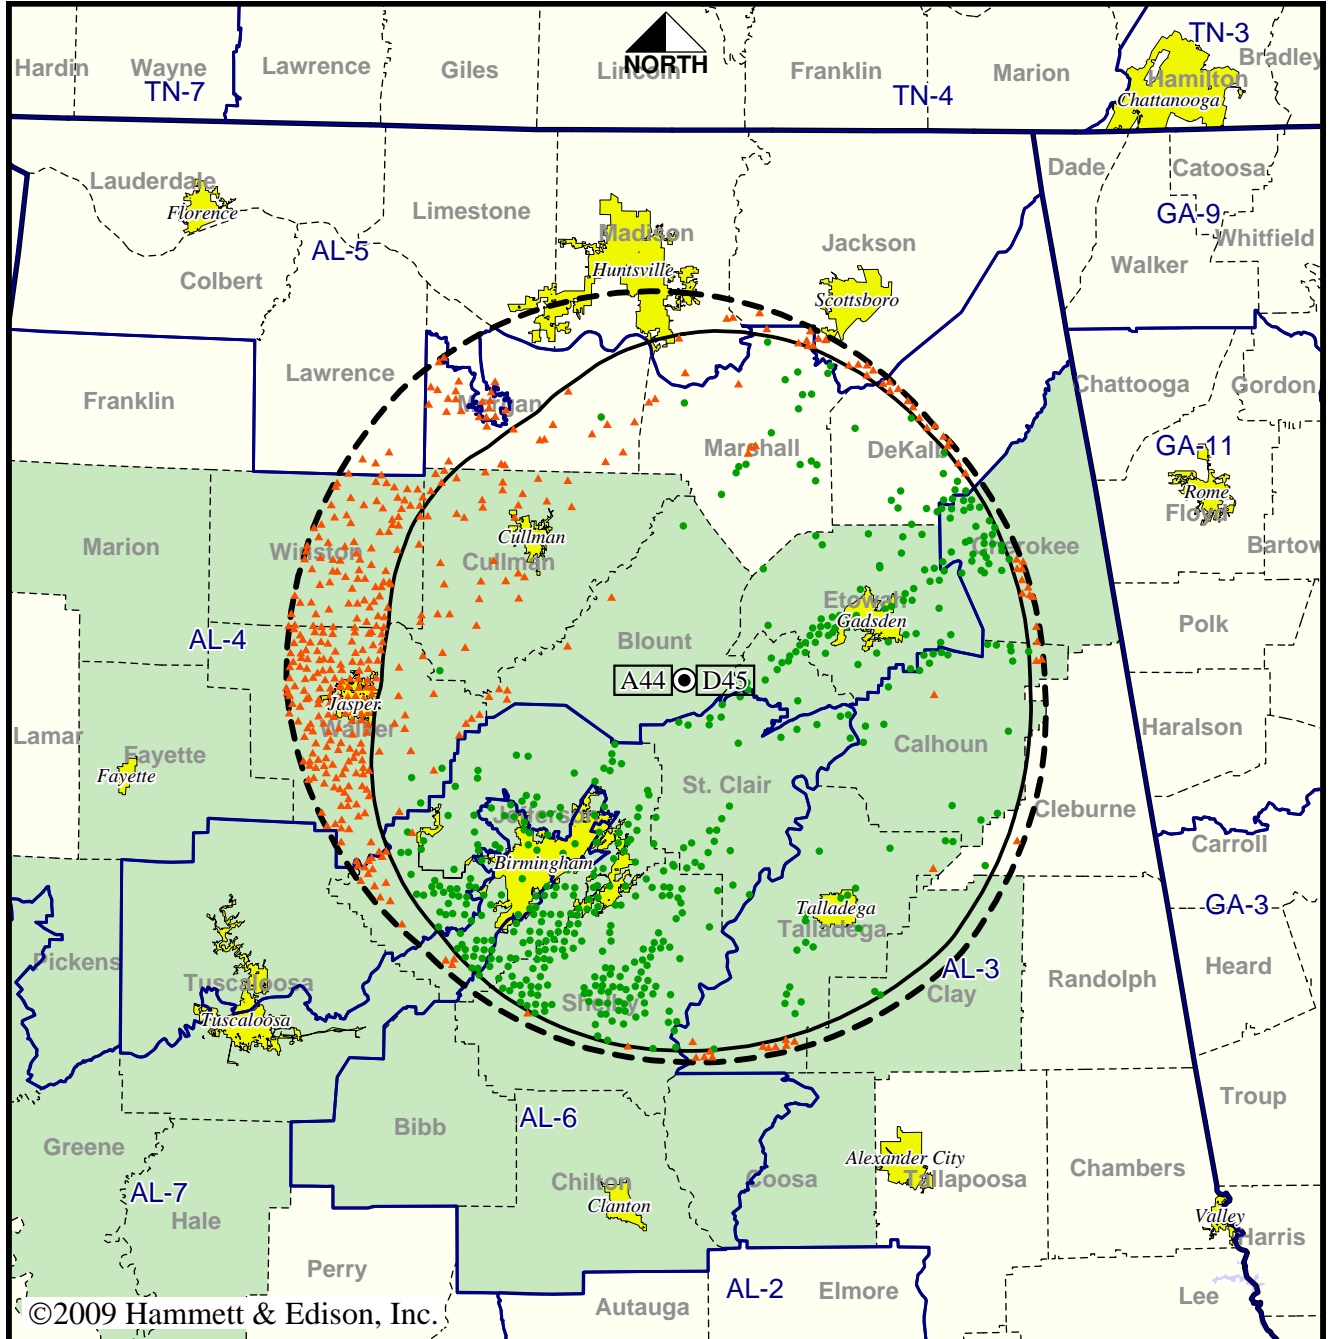 TN-3
Hardin
Wayne
Lawrence
Giles
Lincoln
NORTH
Franklin
Marion
Hamilton
Bradley
TN-7
TN-4
Chattanooga
Lauderdale
Florence
Limestone
Madison
Jackson
Dade
Catoosa
GA-9
Whitfield
AL-5
Colbert
Huntsville
Scottsboro
Walker
Lawrence
Franklin
Morgan
Marshall
DeKalb
Chattooga
Gordon
GA-11
Rome
Floyd
Marion
Winston
Cullman
Cullman
Cherokee
Bartow
Etowah
Gadsden
Polk
AL-4
Blount
A44
D45
Jasper
Walker
Lamar
Fayette
Fayette
Calhoun
Haralson
St. Clair
Jefferson
Cleburne
Carroll
Birmingham
Talladega
Talladega
GA-3
Pickens
Tuscaloosa
Tuscaloosa
Shelby
AL-3
Clay
Randolph
Heard
Troup
Greene
Bibb
AL-6
Alexander City
Tallapoosa
Chambers
AL-7
Hale
Chilton
Clanton
Coosa
Valley
Harris
Perry
AL-2
Elmore
Autauga
Lee
©2009 Hammett & Edison, Inc.